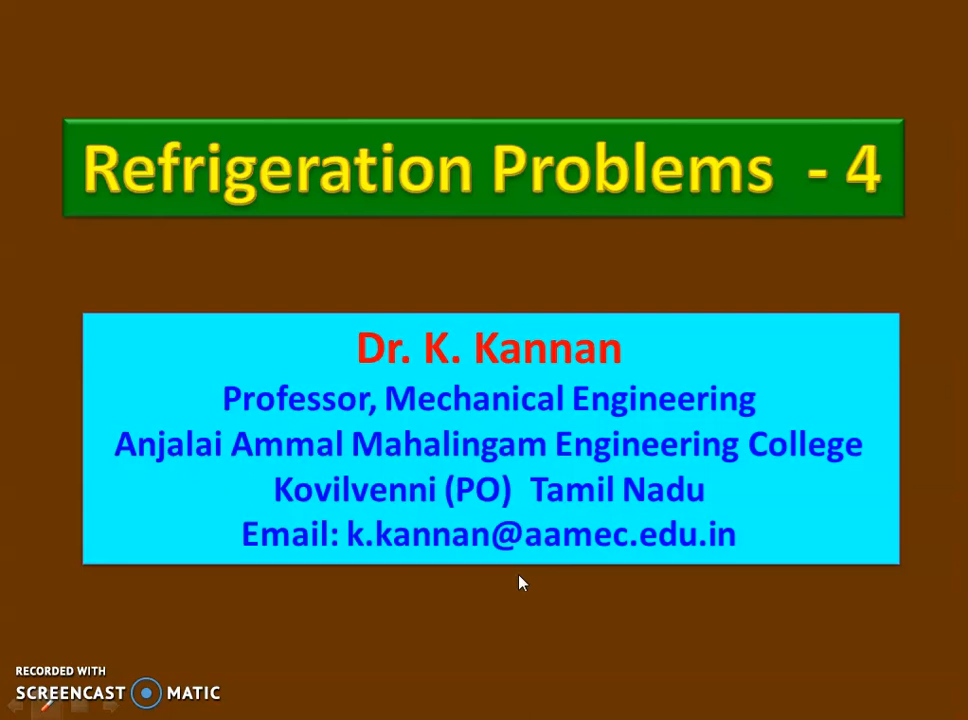 Refrigeration Problems - 4
Dr. K. Kannan
Professor, Mechanical Engineering
Anjalai Ammal Mahalingam Engineering College
Kovilvenni (PO) Tamil Nadu
Email: k.kannan@aamec.edu.in
RECORDED WITH
SCREENCAST MATIC